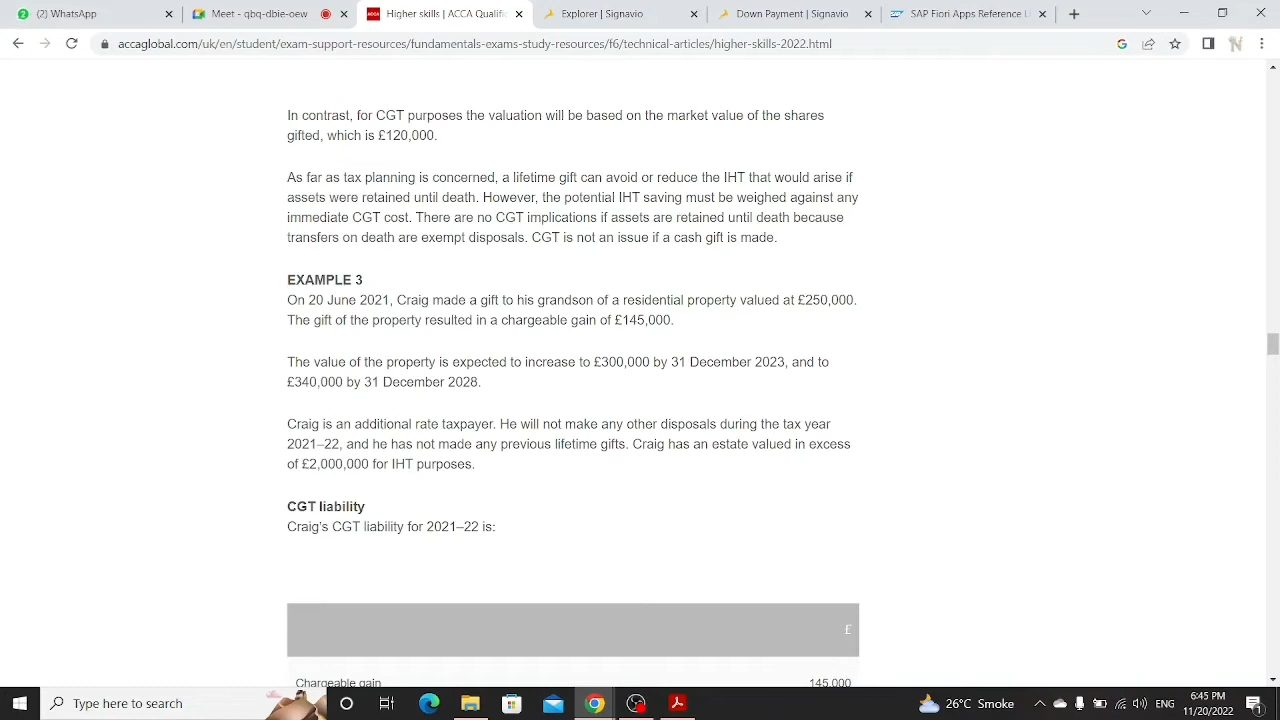 (2) WhatsApp
Meet - qbq-dbie-oew
Higher skills | ACCA Qualific
Explorer | Signavio
Down Payment | Signavio
SAP Fiori Apps Reference Li
accaglobal.com/uk/en/student/exam-support-resources/fundamentals-exams-study-resources/f6/technical-articles/higher-skills-2022.html
In contrast, for CGT purposes the valuation will be based on the market value of the shares
gifted, which is £120,000.
As far as tax planning is concerned, a lifetime gift can avoid or reduce the IHT that would arise if
assets were retained until death. However, the potential IHT saving must be weighed against any
immediate CGT cost. There are no CGT implications if assets are retained until death because
transfers on death are exempt disposals. CGT is not an issue if a cash gift is made.
EXAMPLE 3
On 20 June 2021, Craig made a gift to his grandson of a residential property valued at £250,000.
The gift of the property resulted in a chargeable gain of £145,000.
The value of the property is expected to increase to £300,000 by 31 December 2023, and to
£340,000 by 31 December 2028.
Craig is an additional rate taxpayer. He will not make any other disposals during the tax year
2021–22, and he has not made any previous lifetime gifts. Craig has an estate valued in excess
of £2,000,000 for IHT purposes.
CGT liability
Craig's CGT liability for 2021–22 is:
£
Chargeable gain 145,000
Type here to search
26°C Smoke
6:45 PM
11/20/2022